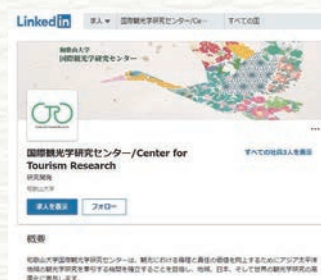 LinkedIn
求人 国際観光学研究センター/Ce… すべての国
和歌山大学
国際観光学研究センター
CTR
国際観光学研究センター/Center for
Tourism Research
研究開発
和歌山大学
すべての社員3人を表示
求人を表示 フォロー
概要
和歌山大学国際観光学研究センターは、観光における倫理と責任の価値を向上するためにアジア太平洋
地域の観光学研究を牽引する機関を確立することを目指し、地域、日本、そして世界の観光学研究の成